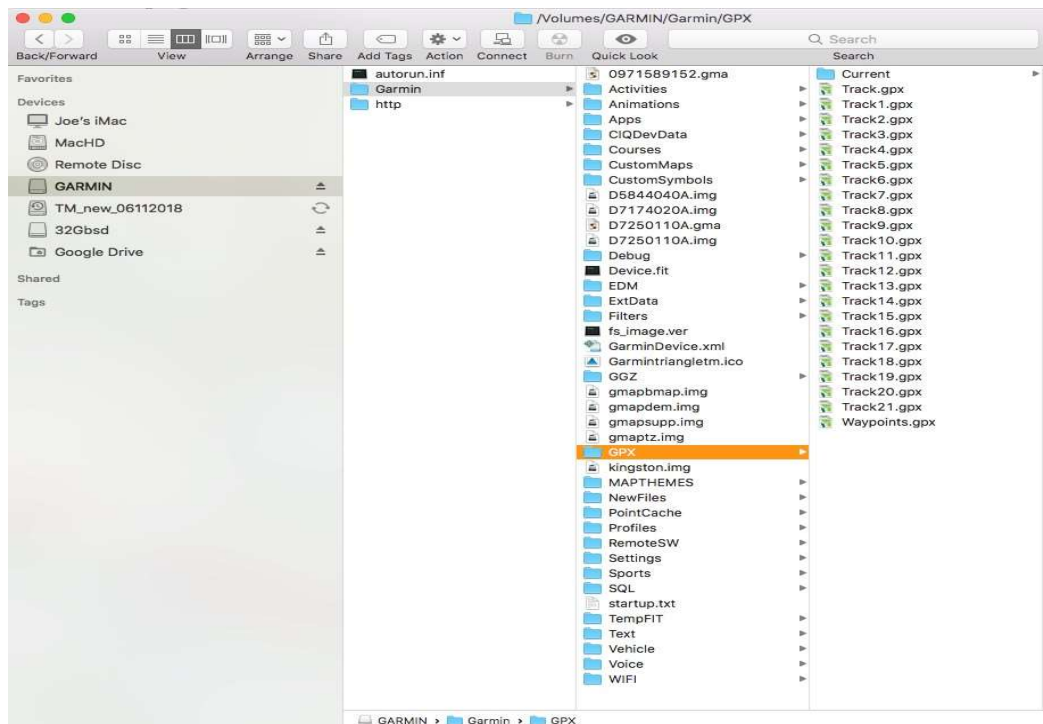 /Volumes/GARMIN/Garmin/GPX
Search
Back/Forward View Arrange Share Add Tags Action Connect Burn Quick Look Search
Favorites
Devices
Joe's iMac
MacHD
Remote Disc
GARMIN
TM_new_06112018
32Gbsd
Google Drive
Shared
Tags
autorun.inf
Garmin
http
0971589152.gma
Activities
Animations
Apps
CIQDevData
Courses
CustomMaps
CustomSymbols
D5844040A.img
D7174020A.img
D7250110A.gma
D7250110A.img
Debug
Device.fit
EDM
ExtData
Filters
fs_image.ver
GarminDevice.xml
Garmintriangletm.ico
GGZ
gmapbmap.img
gmapdem.img
gmapsupp.img
gmaptz.img
GPX
kingston.img
MAPTHEMES
NewFiles
PointCache
Profiles
RemoteSW
Settings
Sports
SQL
startup.txt
TempFIT
Text
Vehicle
Voice
WIFI
Current
Track.gpx
Track1.gpx
Track2.gpx
Track3.gpx
Track4.gpx
Track5.gpx
Track6.gpx
Track7.gpx
Track8.gpx
Track9.gpx
Track10.gpx
Track11.gpx
Track12.gpx
Track13.gpx
Track14.gpx
Track15.gpx
Track16.gpx
Track17.gpx
Track18.gpx
Track19.gpx
Track20.gpx
Track21.gpx
Waypoints.gpx
GARMIN › Garmin › GPX